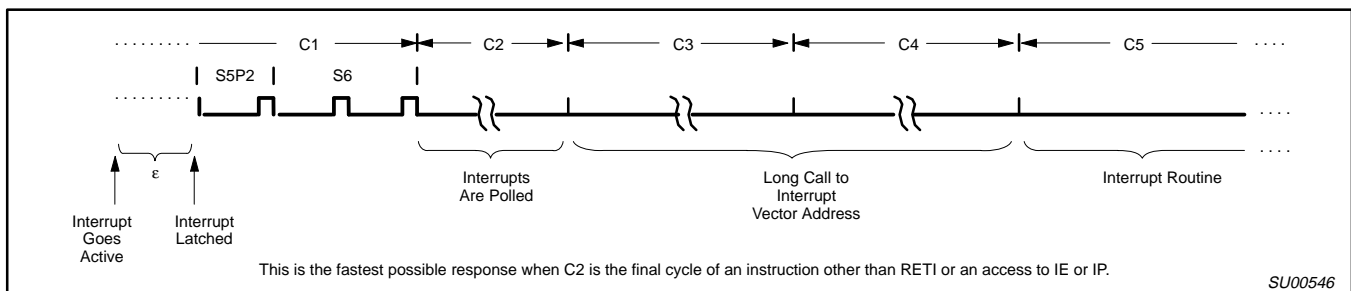 C1 C2 C3 C4 C5
S5P2 S6
ε
Interrupt
Goes
Active
Interrupt
Latched
Interrupts
Are Polled
Long Call to
Interrupt
Vector Address
Interrupt Routine
This is the fastest possible response when C2 is the final cycle of an instruction other than RETI or an access to IE or IP.
SU00546